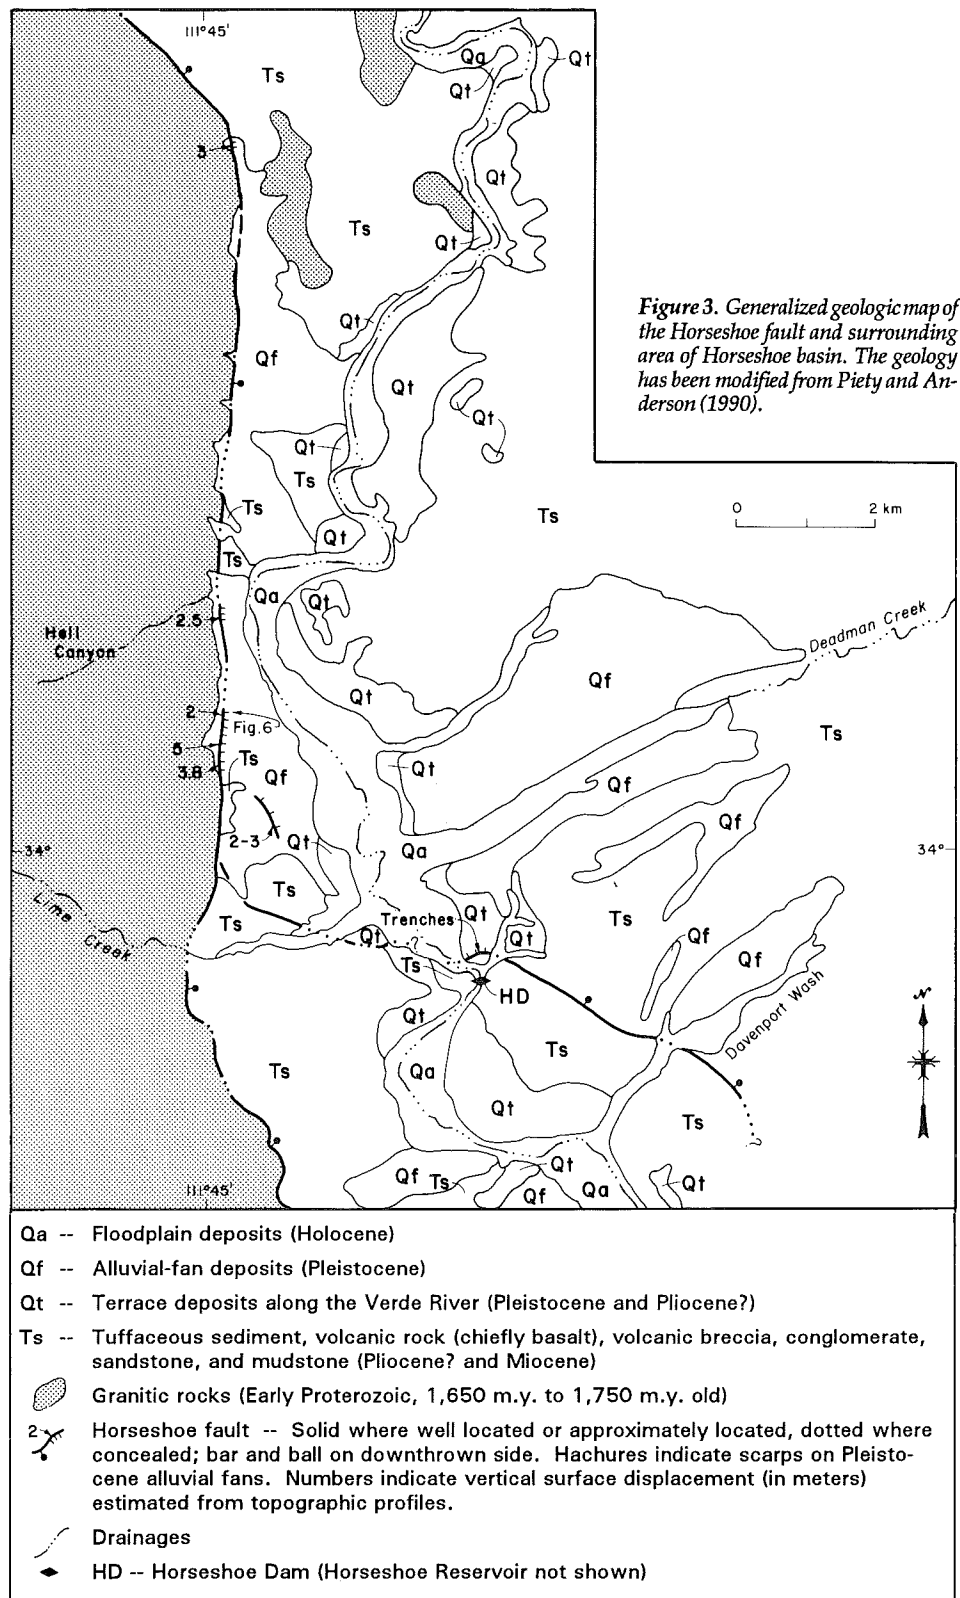 111°45'
Ts
Qa
Qt
Qt
3
Qt
Ts
Qt
Qt
Qf
Qt
Qt
Qt
Ts
Ts
Ts
Qt
Ts
Figure 3. Generalized geologic map of
the Horseshoe fault and surrounding
area of Horseshoe basin. The geology
has been modified from Piety and An-
derson (1990).
0 2 km
Qa
Qt
2.5
Hell
Canyon
Deadman Creek
Qf
Qt
2
Fig.6
Ts
5
Ts
3.8
Qf
Qt
Qf
Qf
2-3
Qt
Qa
34°
34°
Ts
Lime
Creek
Ts
Trenches
Qt
Ts
Qt
Qt
Qf
Qf
Ts
HD
Qt
Davenport Wash
N
Ts
Ts
Qa
Qt
Ts
Qf
Ts
Qt
Qf
Qa
Qt
111°45'
Qa -- Floodplain deposits (Holocene)
Qf -- Alluvial-fan deposits (Pleistocene)
Qt -- Terrace deposits along the Verde River (Pleistocene and Pliocene?)
Ts -- Tuffaceous sediment, volcanic rock (chiefly basalt), volcanic breccia, conglomerate,
sandstone, and mudstone (Pliocene? and Miocene)
Granitic rocks (Early Proterozoic, 1,650 m.y. to 1,750 m.y. old)
2 Horseshoe fault -- Solid where well located or approximately located, dotted where
concealed; bar and ball on downthrown side. Hachures indicate scarps on Pleisto-
cene alluvial fans. Numbers indicate vertical surface displacement (in meters)
estimated from topographic profiles.
Drainages
HD -- Horseshoe Dam (Horseshoe Reservoir not shown)